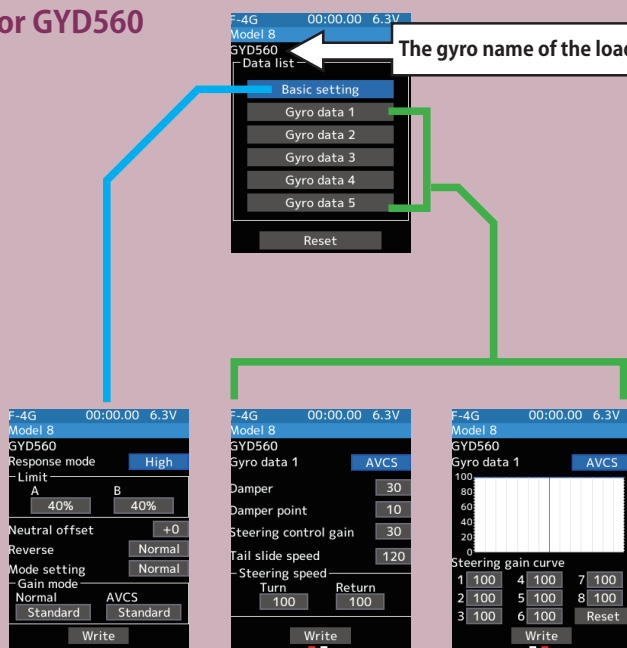 or GYD560
F-4G 00:00.00 6.3V
Model 8
GYD560
Data list
The gyro name of the load
Basic setting
Gyro data 1
Gyro data 2
Gyro data 3
Gyro data 4
Gyro data 5
Reset
F-4G 00:00.00 6.3V
Model 8
GYD560
Response mode High
Limit
A B
40% 40%
Neutral offset +0
Reverse Normal
Mode setting Normal
Gain mode
Normal AVCS
Standard Standard
Write
F-4G 00:00.00 6.3V
Model 8
GYD560
Gyro data 1 AVCS
Damper 30
Damper point 10
Steering control gain 30
Tail slide speed 120
Steering speed
Turn Return
100 100
Write
F-4G 00:00.00 6.3V
Model 8
GYD560
Gyro data 1 AVCS
100
80
60
40
20
0
Steering gain curve
1 100 4 100 7 100
2 100 5 100 8 100
3 100 6 100 Reset
Write